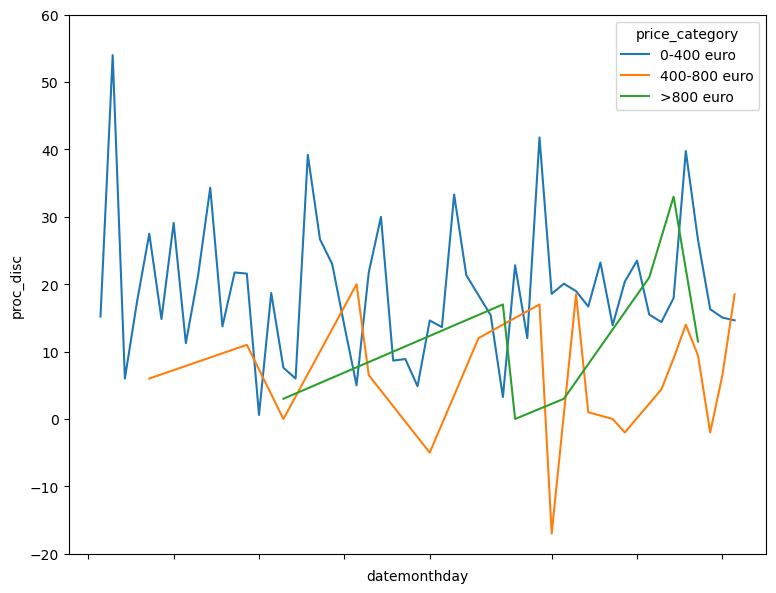 price_category
0-400 euro
400-800 euro
>800 euro
60
50
40
30
20
10
0
−10
−20
proc_disc
datemonthday